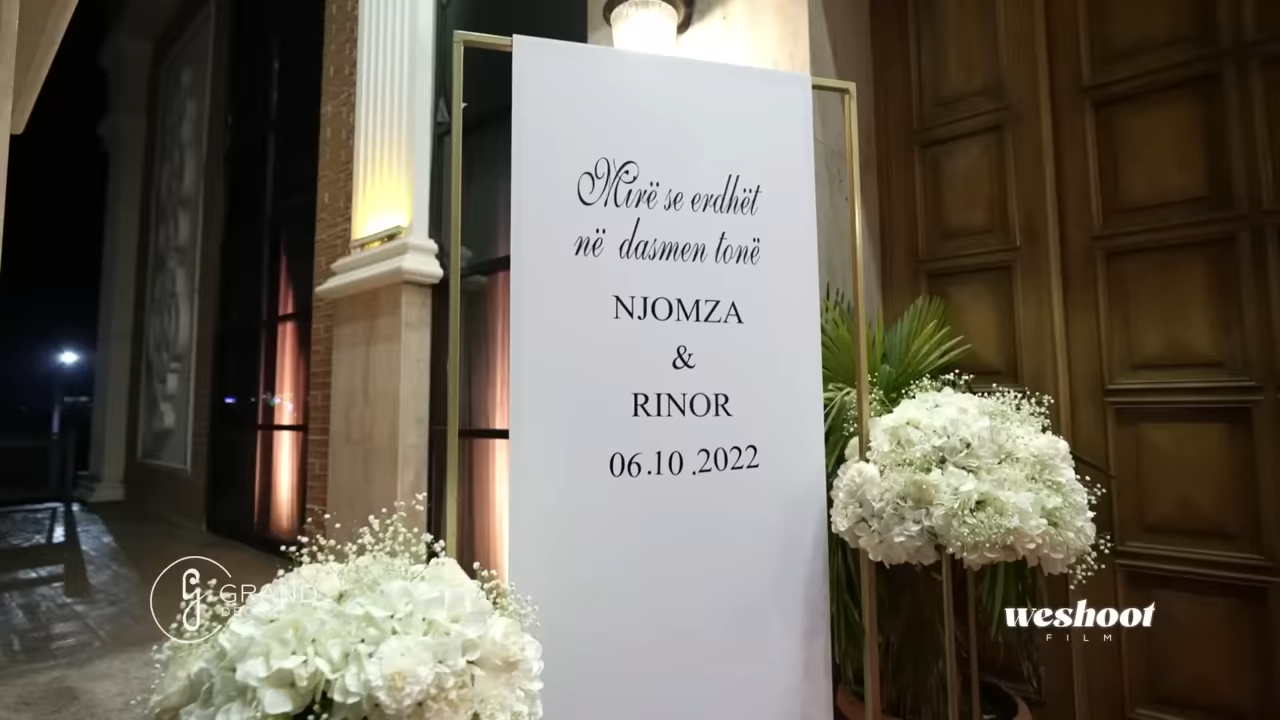 Mirë se erdhët
në dasmen tonë
NJOMZA
&
RINOR
06.10.2022
GRAND
weshoot
FILM